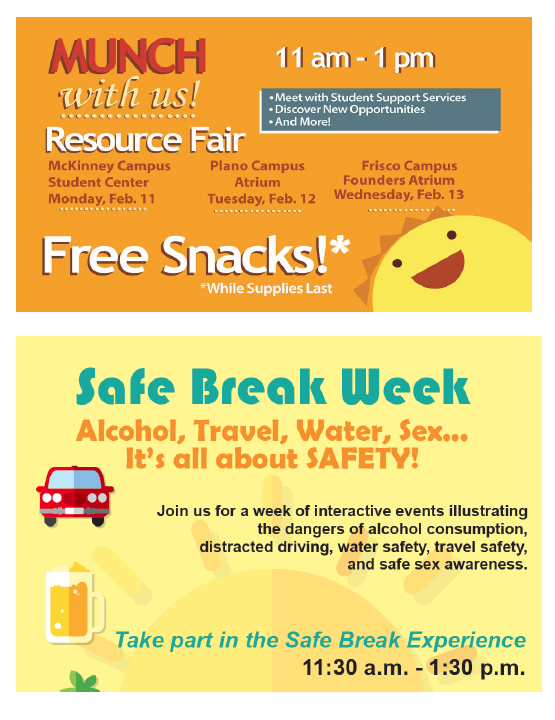 MUNCH
with us!
11 am - 1 pm
•Meet with Student Support Services
•Discover New Opportunities
•And More!
Resource Fair
McKinney Campus
Student Center
Monday, Feb. 11
Plano Campus
Atrium
Tuesday, Feb. 12
Frisco Campus
Founders Atrium
Wednesday, Feb. 13
Free Snacks!*
*While Supplies Last
Safe Break Week
Alcohol, Travel, Water, Sex...
It's all about SAFETY!
Join us for a week of interactive events illustrating
the dangers of alcohol consumption,
distracted driving, water safety, travel safety,
and safe sex awareness.
Take part in the Safe Break Experience
11:30 a.m. - 1:30 p.m.